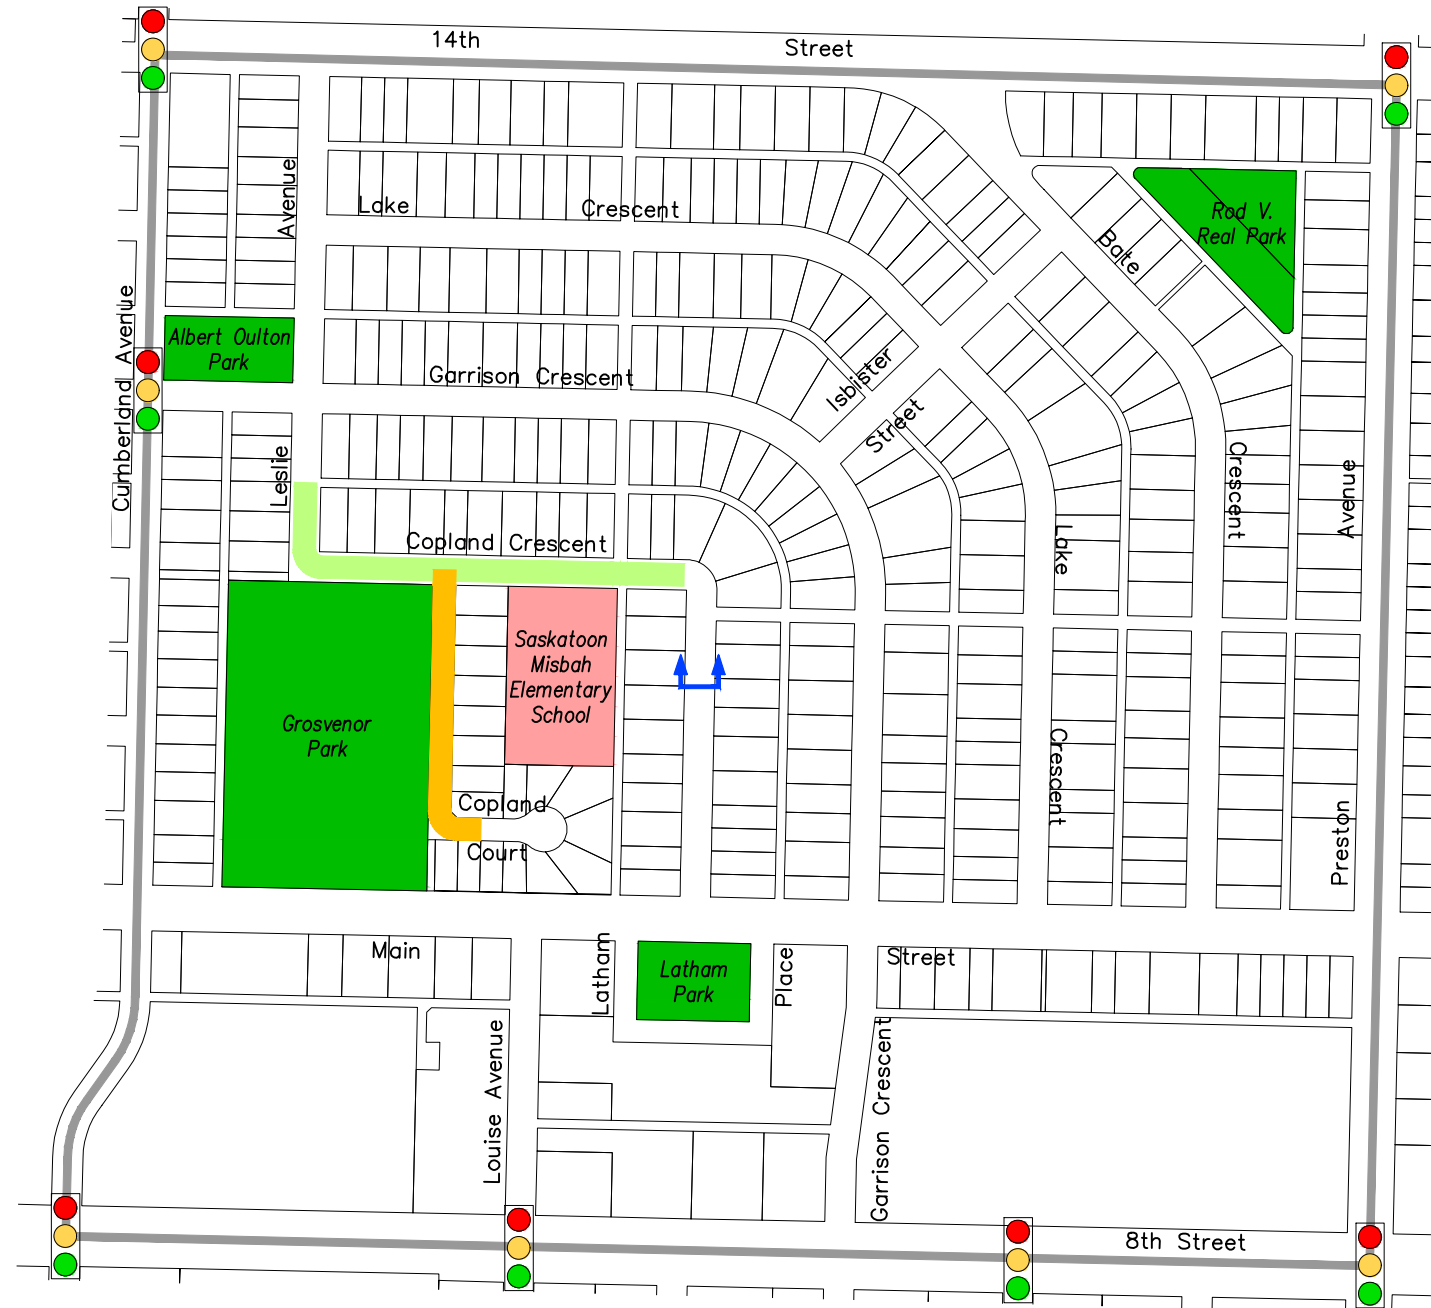 14th Street
Avenue
Lake Crescent
Rod V.
Real Park
Bate
Cumberland Avenue
Albert Oulton
Park
Garrison Crescent
Isbister
Street
Leslie
Crescent
Avenue
Copland Crescent
Lake
Saskatoon
Misbah
Elementary
School
Grosvenor
Park
Crescent
Copland
Court
Preston
Main Street
Latham
Place
Latham
Park
Louise Avenue
Garrison Crescent
8th Street